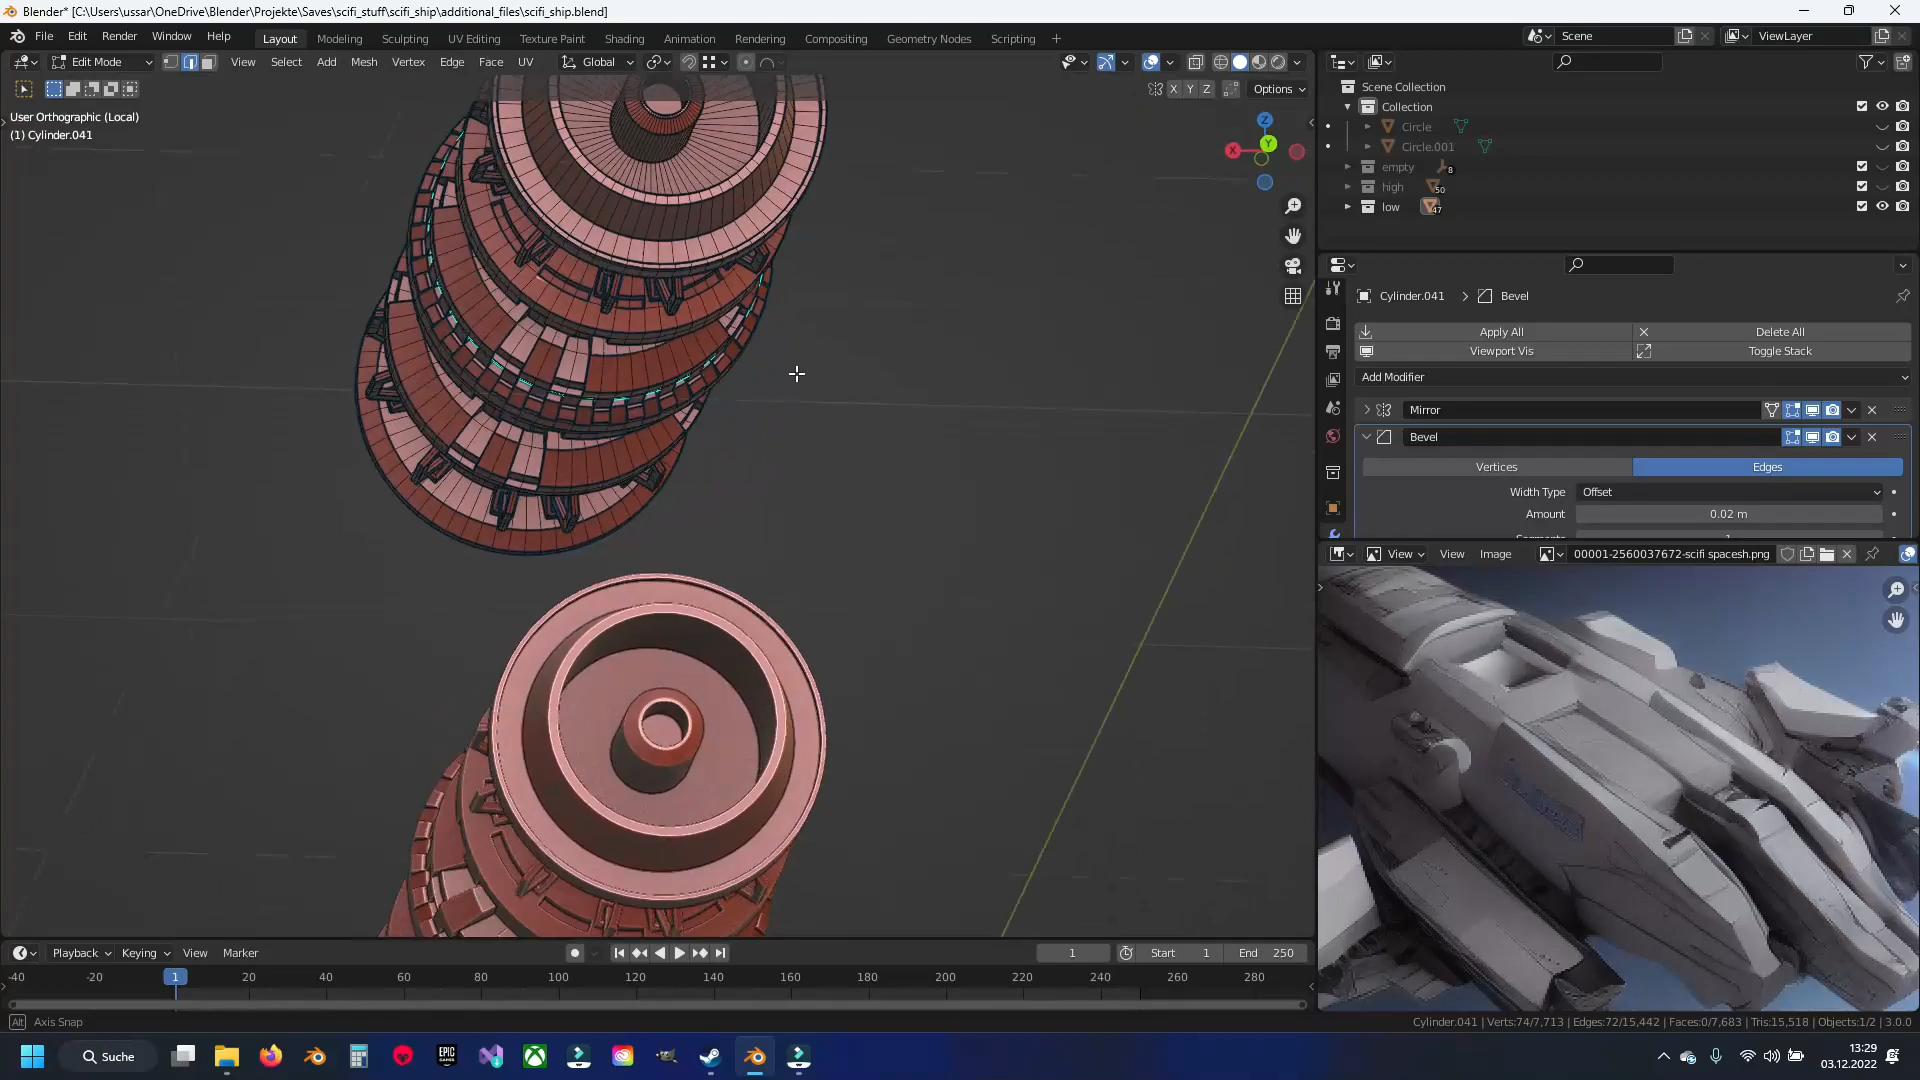 Blender* [C:\Users\ussar\OneDrive\Blender\Projekte\Saves\scifi_stuff\scifi_ship\additional_files\scifi_ship.blend]
File Edit Render Window Help Layout Modeling Sculpting UV Editing Texture Paint Shading Animation Rendering Compositing Geometry Nodes Scripting + Scene ViewLayer
Edit Mode View Select Add Mesh Vertex Edge Face UV Global
X Y Z Options
User Orthographic (Local)
(1) Cylinder.041
Z
Y
X
Scene Collection
Collection
Circle
Circle.001
empty 8
high 50
low 47
Cylinder.041 > Bevel
Apply All Delete All
Viewport Vis Toggle Stack
Add Modifier
Mirror
Bevel
Vertices Edges
Width Type Offset
Amount 0.02 m
View View Image 00001-2560037672-scifi spacesh.png
Playback Keying View Marker 1 Start 1 End 250
-40 -20 1 20 40 60 80 100 120 140 160 180 200 220 240 260 280
Alt Axis Snap
Cylinder.041 | Verts:74/7,713 | Edges:72/15,442 | Faces:0/7,683 | Tris:15,518 | Objects:1/2 | 3.0.0
Suche
EPIC GAMES
13:29
03.12.2022